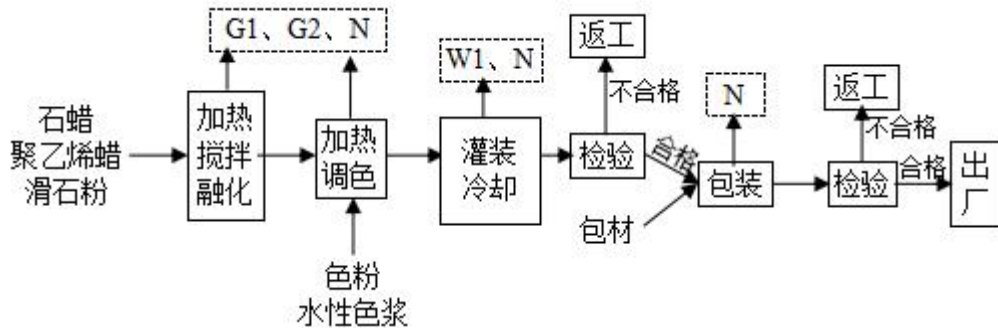 G1、G2、N
W1、N
返工
不合格
N
返工
不合格
石蜡
聚乙烯蜡
滑石粉
加热
搅拌
融化
加热
调色
灌装
冷却
检验
合格
包装
检验
合格
出
厂
包材
色粉
水性色浆